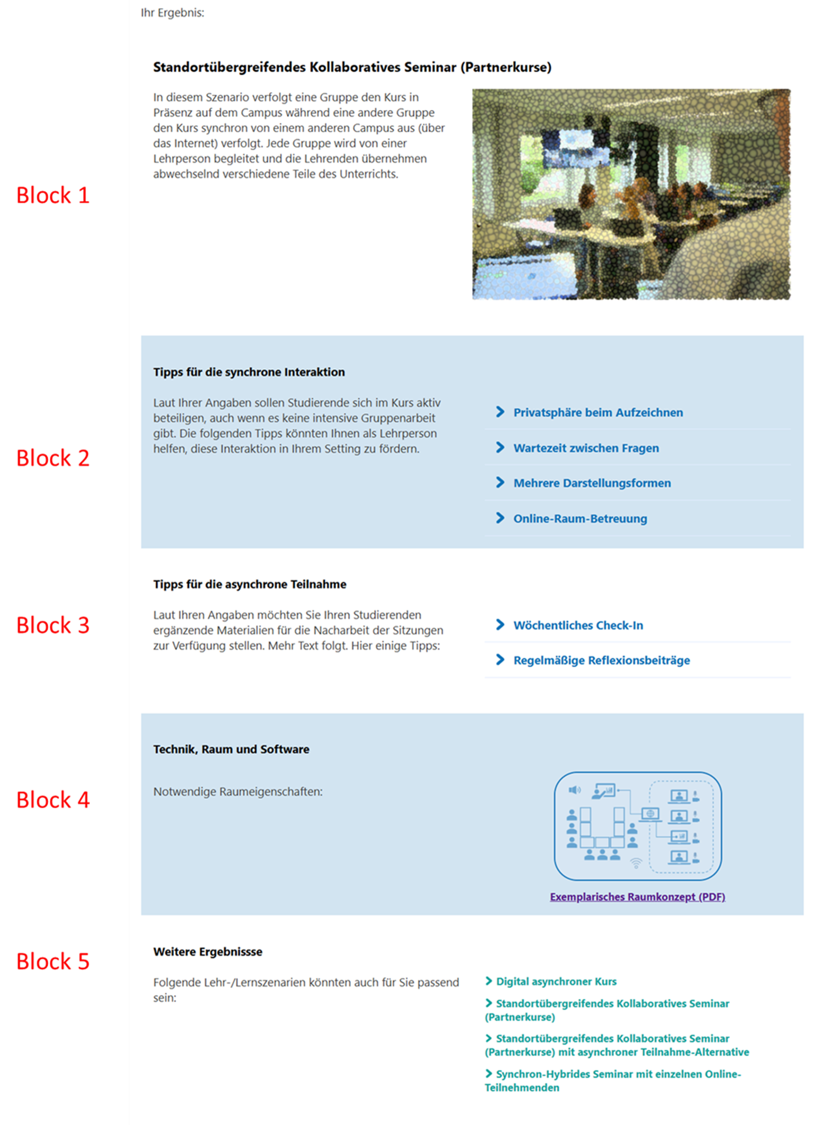 Ihr Ergebnis:
Standortübergreifendes Kollaboratives Seminar (Partnerkurse)
In diesem Szenario verfolgt eine Gruppe den Kurs in
Präsenz auf dem Campus während eine andere Gruppe
den Kurs synchron von einem anderen Campus aus (über
das Internet) verfolgt. Jede Gruppe wird von einer
Lehrperson begleitet und die Lehrenden übernehmen
abwechselnd verschiedene Teile des Unterrichts.
Block 1
Tipps für die synchrone Interaktion
Laut Ihrer Angaben sollen Studierende sich im Kurs aktiv
beteiligen, auch wenn es keine intensive Gruppenarbeit
gibt. Die folgenden Tipps könnten Ihnen als Lehrperson
helfen, diese Interaktion in Ihrem Setting zu fördern.
Block 2
Privatsphäre beim Aufzeichnen
Wartezeit zwischen Fragen
Mehrere Darstellungsformen
Online-Raum-Betreuung
Tipps für die asynchrone Teilnahme
Laut Ihren Angaben möchten Sie Ihren Studierenden
ergänzende Materialien für die Nacharbeit der Sitzungen
zur Verfügung stellen. Mehr Text folgt. Hier einige Tipps:
Block 3
Wöchentliches Check-In
Regelmäßige Reflexionsbeiträge
Technik, Raum und Software
Notwendige Raumeigenschaften:
Block 4
Exemplarisches Raumkonzept (PDF)
Weitere Ergebnissse
Block 5
Folgende Lehr-/Lernszenarien könnten auch für Sie passend
sein:
Digital asynchroner Kurs
Standortübergreifendes Kollaboratives Seminar
(Partnerkurse)
Standortübergreifendes Kollaboratives Seminar
(Partnerkurse) mit asynchroner Teilnahme-Alternative
Synchron-Hybrides Seminar mit einzelnen Online-
Teilnehmenden